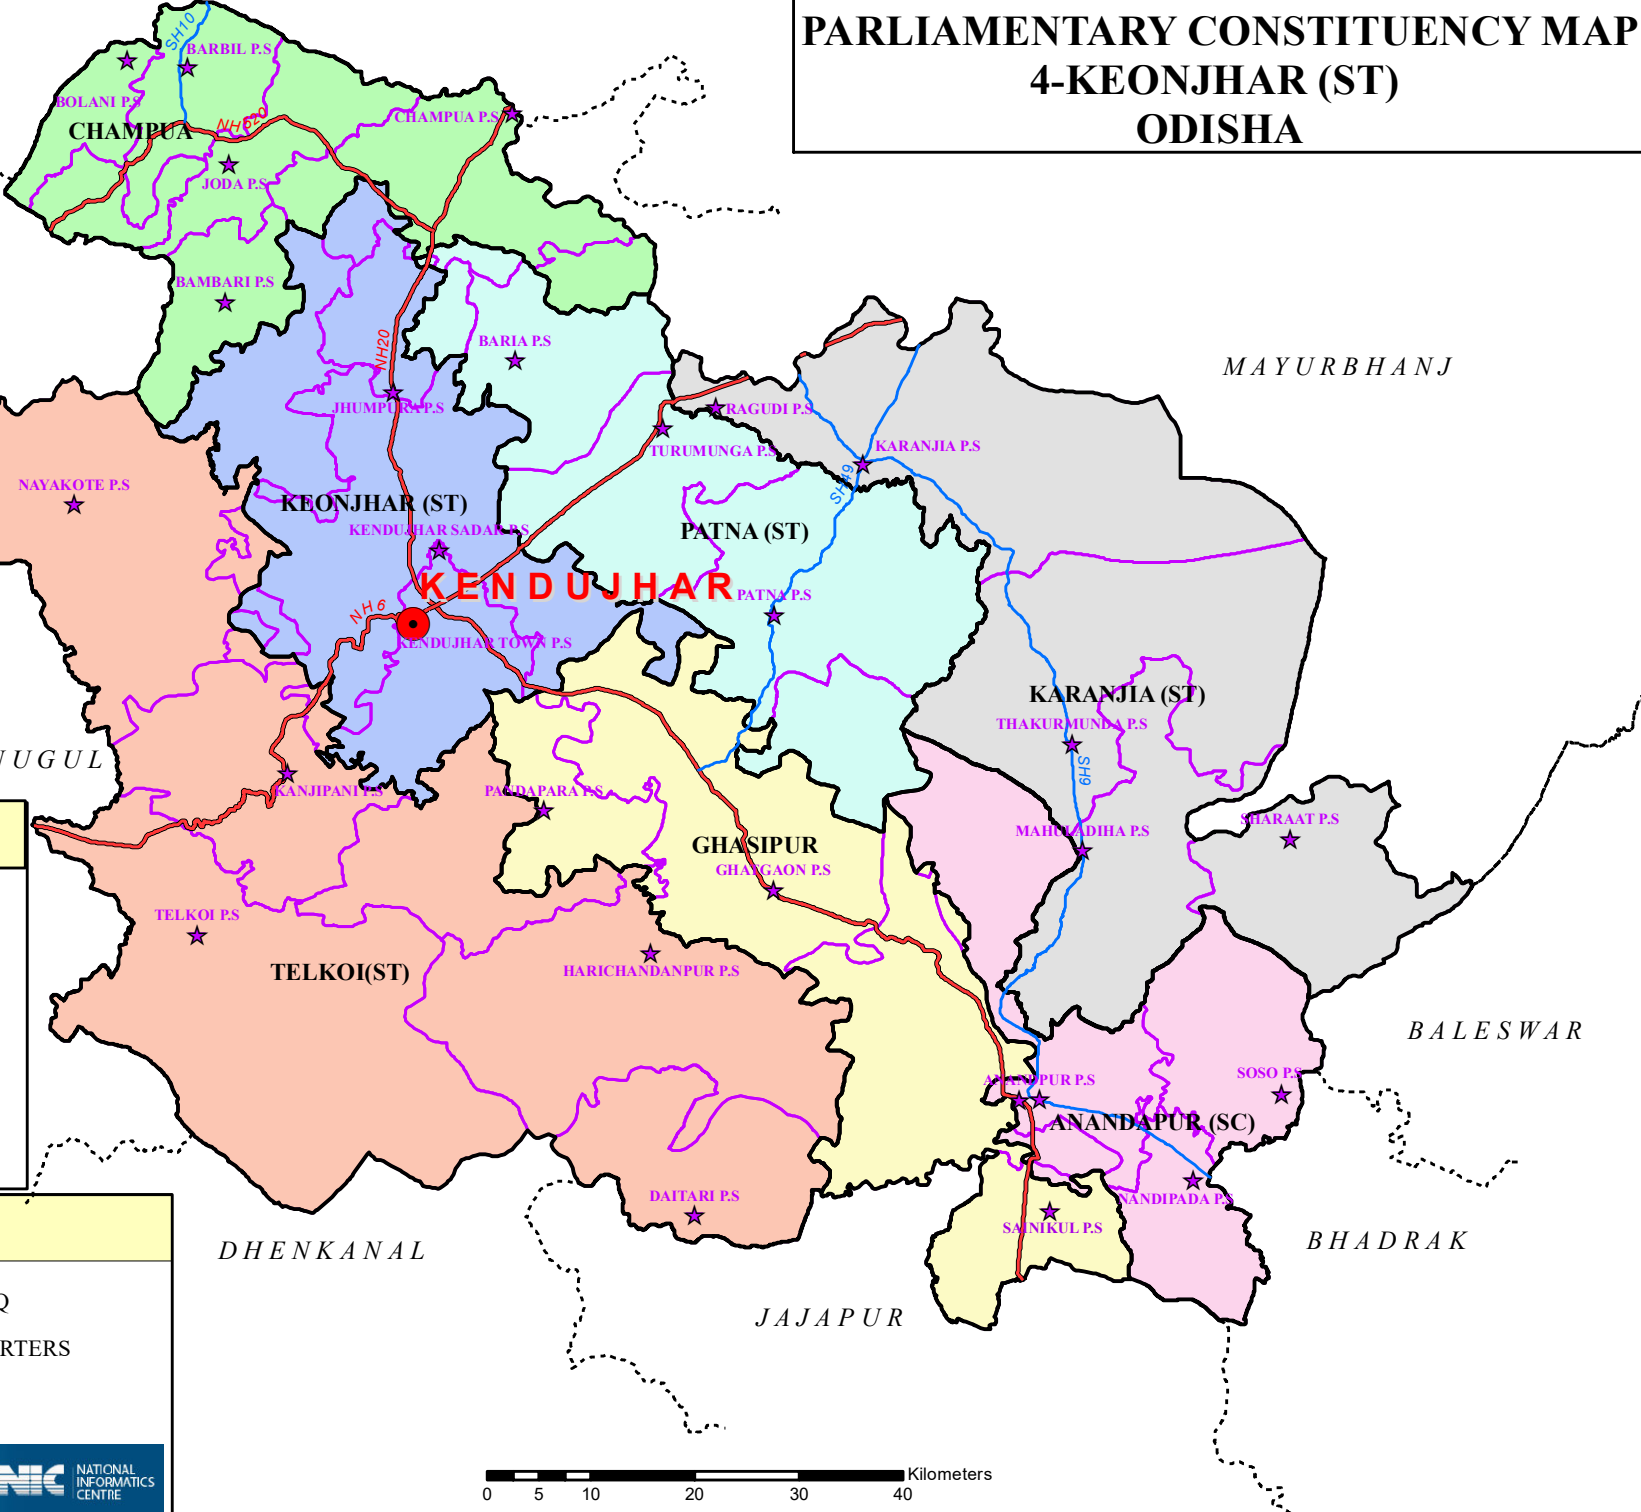 PARLIAMENTARY CONSTITUENCY MAP
4-KEONJHAR (ST)
ODISHA
SH10
BARBIL P.S
BOLANI P.S
CHAMPUA
NH520
CHAMPUA P.S
JODA P.S
BAMBARI P.S
BARIA P.S
NH20
MAYURBHANJ
JHUMPURA P.S
RAGUDI P.S
TURUMUNGA P.S
KARANJIA P.S
NAYAKOTE P.S
SH49
KEONJHAR (ST)
KENDUJHAR SADAR P.S
PATNA (ST)
KENDUJHAR
PATNA P.S
NH6
KENDUJHAR TOWN P.S
KARANJIA (ST)
THAKURMUNDA P.S
NUGUL
SH9
KANJIPANI P.S
PANDAPARA P.S
SHARAAT P.S
MAHULADIHA P.S
GHASIPUR
GHATGAON P.S
TELKOI P.S
TELKOI(ST)
HARICHANDANPUR P.S
BALESWAR
SOSO P.S
ANANDPUR P.S
ANANDAPUR (SC)
DAITARI P.S
NANDIPADA P.S
SAINIKUL P.S
DHENKANAL
BHADRAK
JAJAPUR
Q
RTERS
NIC NATIONAL
INFORMATICS
CENTRE
Kilometers
0 5 10 20 30 40